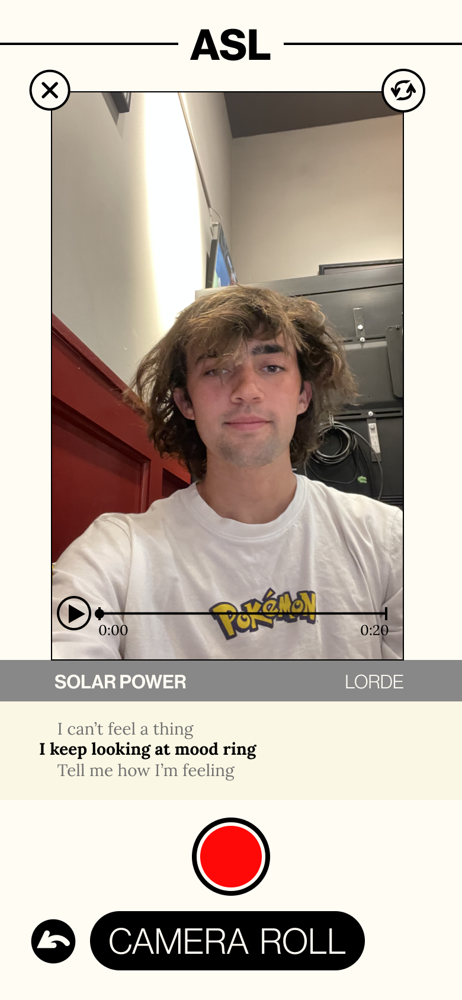 ASL
Pokémon
0:00
0:20
SOLAR POWER
LORDE
I can’t feel a thing
I keep looking at mood ring
Tell me how I’m feeling
CAMERA ROLL